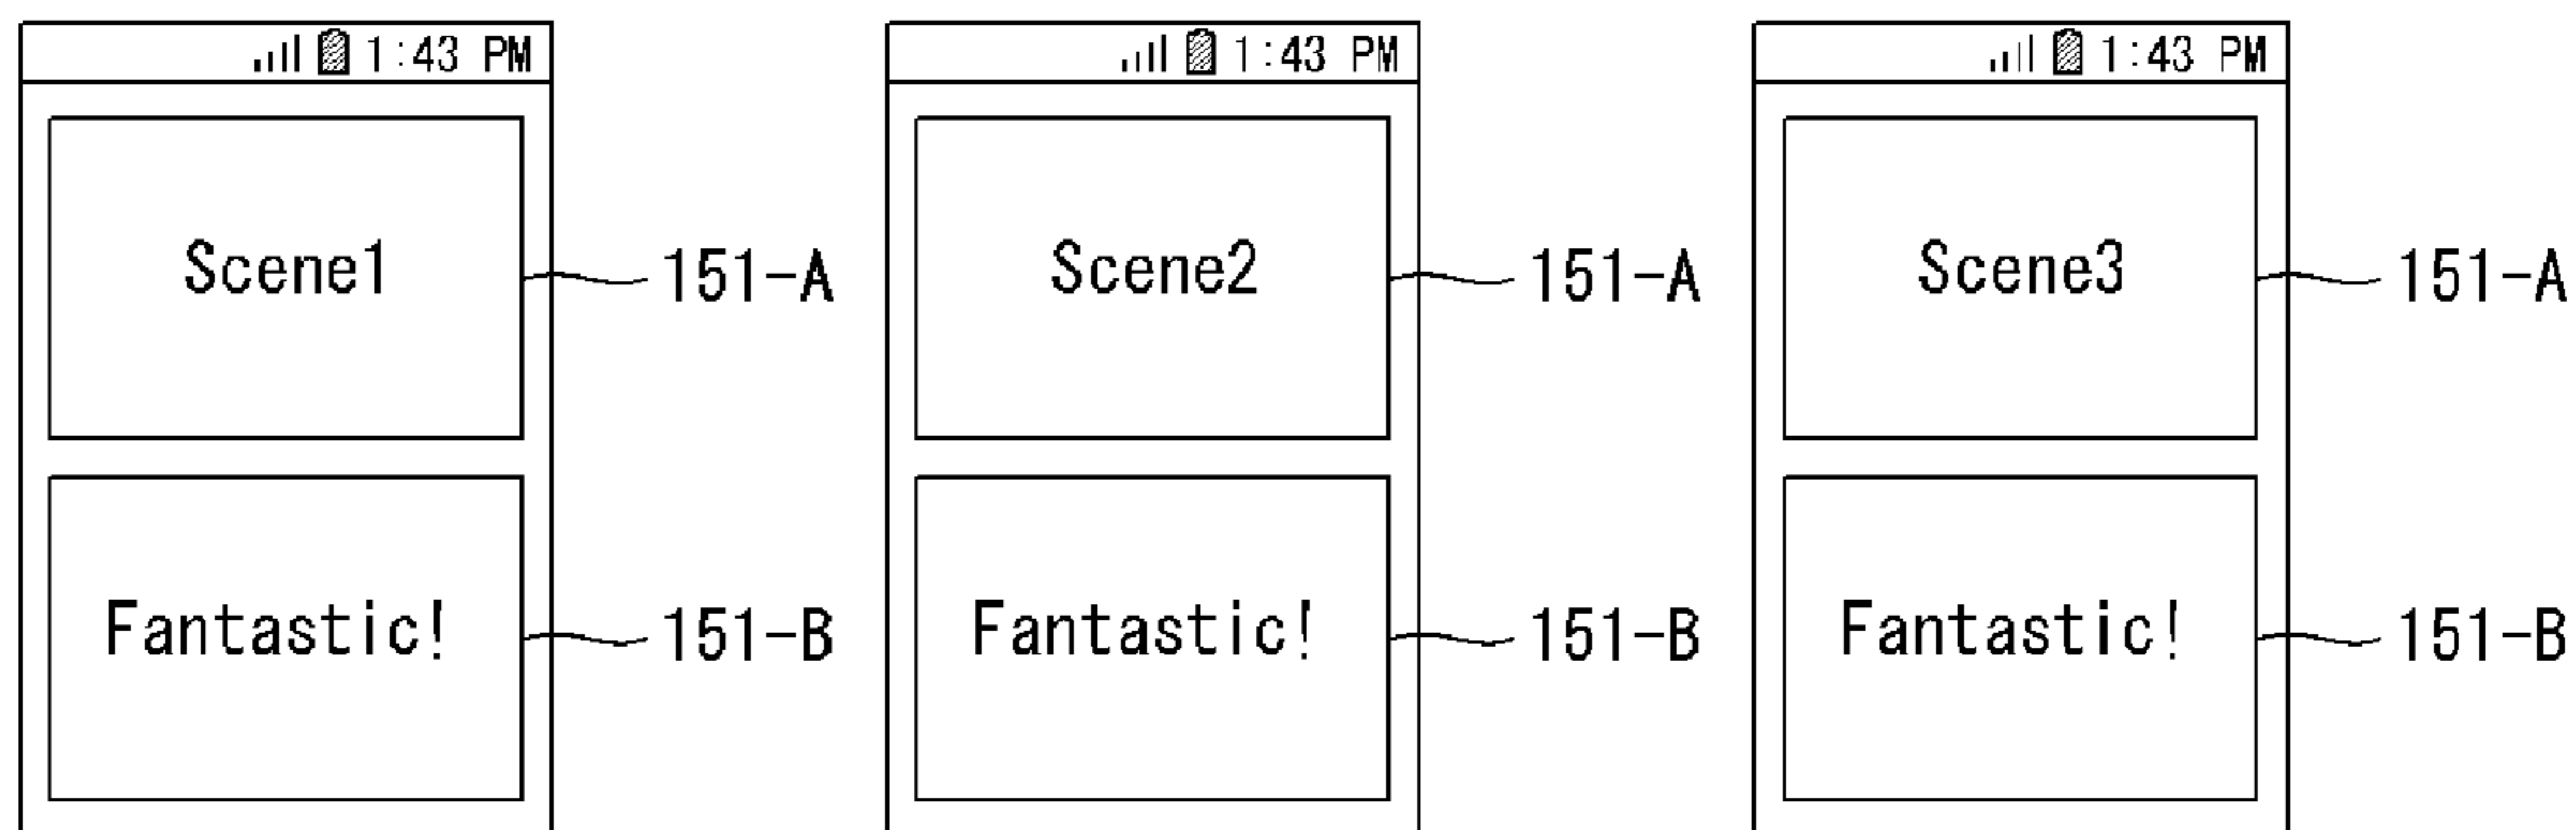 1:43 PM 1:43 PM 1:43 PM
Scene1 151-A Scene2 151-A Scene3 151-A
Fantastic! 151-B Fantastic! 151-B Fantastic! 151-B